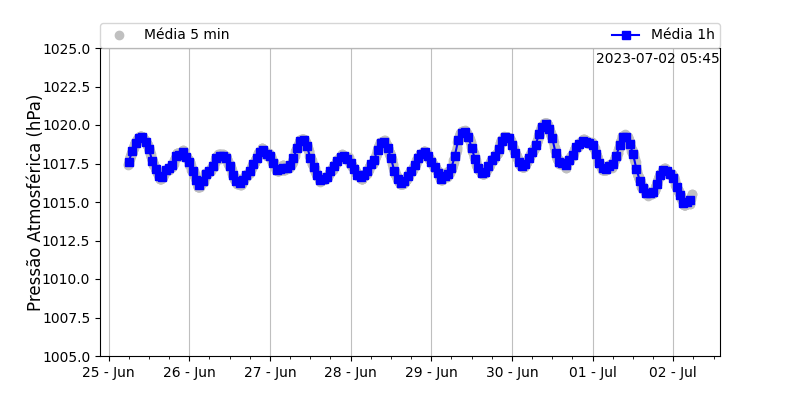 Média 5 min
Média 1h
2023-07-02 05:45
Pressão Atmosférica (hPa)
1025.0
1022.5
1020.0
1017.5
1015.0
1012.5
1010.0
1007.5
1005.0
25 - Jun
26 - Jun
27 - Jun
28 - Jun
29 - Jun
30 - Jun
01 - Jul
02 - Jul